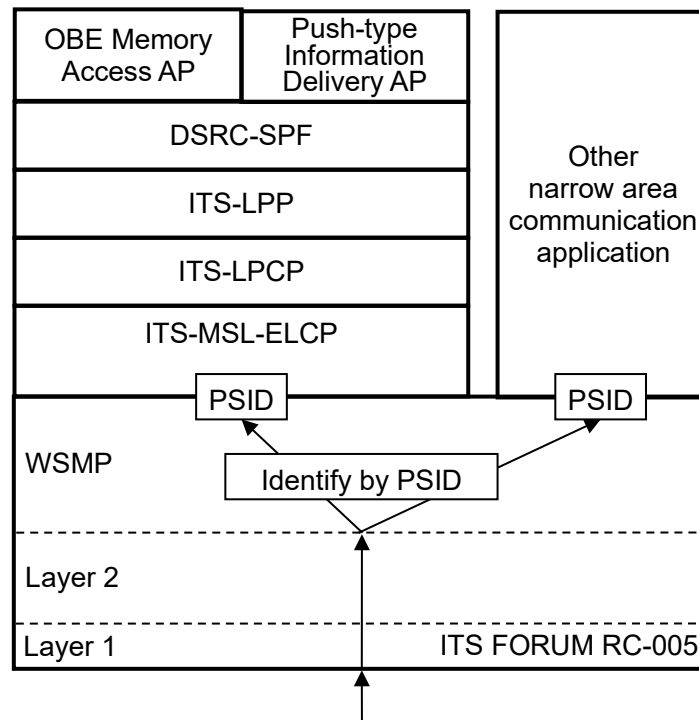 OBE Memory
Access AP
Push-type
Information
Delivery AP
DSRC-SPF
ITS-LPP
ITS-LPCP
ITS-MSL-ELCP
Other
narrow area
communication
application
PSID
PSID
WSMP
Identify by PSID
Layer 2
Layer 1
ITS FORUM RC-005